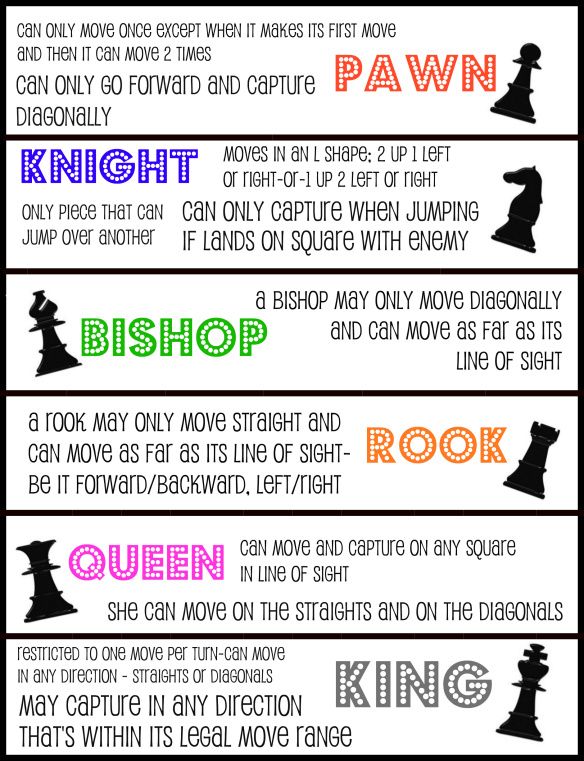 CAN ONLY MOVE ONCE EXCEPT WHEN IT MAKES ITS FIRST MOVE
AND THEN IT CAN MOVE 2 TIMES
CAN ONLY GO FORWARD AND CAPTURE
DIAGONALLY
PAWN
KNIGHT
MOVES IN AN L SHAPE: 2 UP 1 LEFT
OR RIGHT-OR-1 UP 2 LEFT OR RIGHT
ONLY PIECE THAT CAN
JUMP OVER ANOTHER
CAN ONLY CAPTURE WHEN JUMPING
IF LANDS ON SQUARE WITH ENEMY
BISHOP
a BISHOP MAY ONLY MOVE DIAGONALLY
AND CAN MOVE AS FAR AS ITS
LINE OF SIGHT
a ROOK MAY ONLY MOVE STRAIGHT AND
CAN MOVE AS FAR AS ITS LINE OF SIGHT-
BE IT FORWARD/BACKWARD, LEFT/RIGHT
ROOK
QUEEN
CAN MOVE AND CAPTURE ON ANY SQUARE
IN LINE OF SIGHT
SHE CAN MOVE ON THE STRAIGHTS AND ON THE DIAGONALS
RESTRICTED TO ONE MOVE PER TURN-CAN MOVE
IN ANY DIRECTION - STRAIGHTS OR DIAGONALS
MAY CAPTURE IN ANY DIRECTION
THAT'S WITHIN ITS LEGAL MOVE RANGE
KING